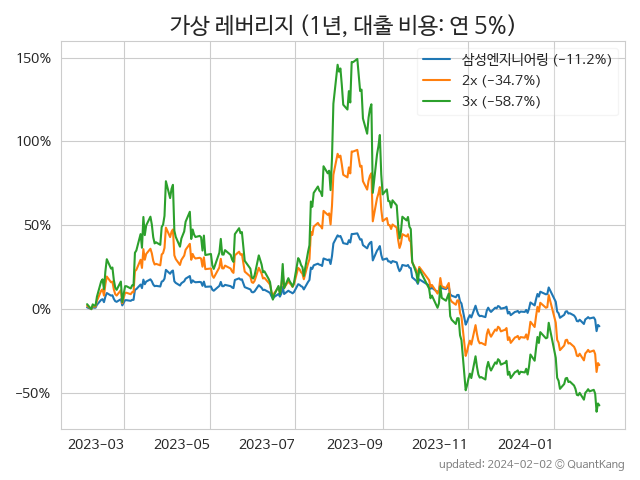 가상 레버리지 (1년, 대출 비용: 연 5%)
삼성엔지니어링 (-11.2%)
2x (-34.7%)
3x (-58.7%)
150%
100%
50%
0%
-50%
2023-03 2023-05 2023-07 2023-09 2023-11 2024-01
updated: 2024-02-02 © QuantKang